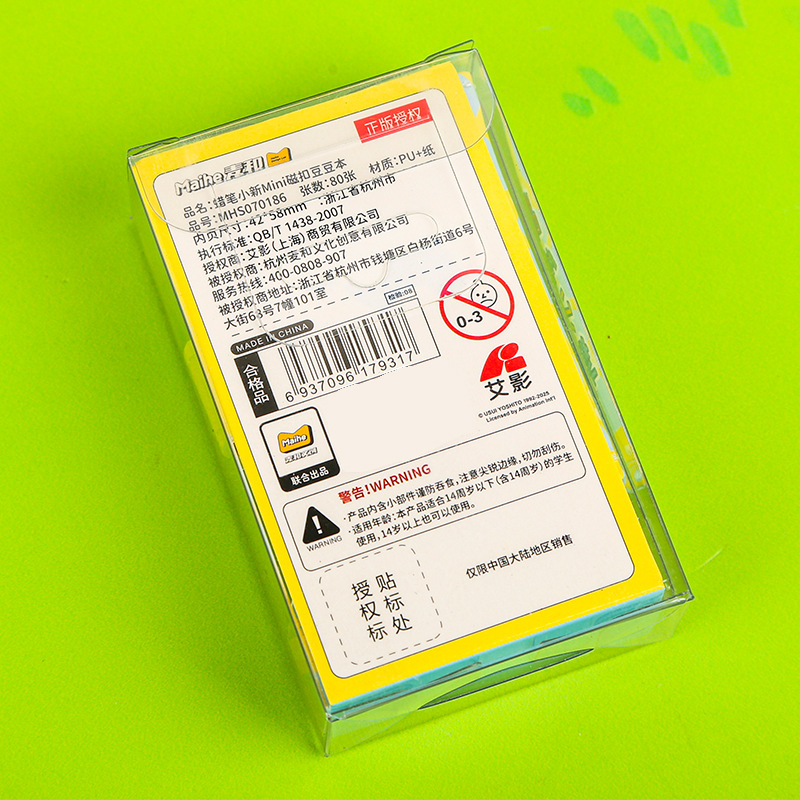 正版授权
Maihe 麦和
品名:蜡笔小新Mini磁扣豆豆本
品号:MHS070186 张数:80张 材质:PU+纸
内页尺寸:42*58mm :浙江省杭州市
执行标准:QB/T 1438-2007
授权商:艾影(上海)商贸有限公司
被授权商:杭州麦和文化创意有限公司
服务热线:400-0808-907
被授权商地址:浙江省杭州市钱塘区白杨街道6号
大街68号7幢101室
检验:08
0-3
MADE IN CHINA
合格品
6 937096 179317
艾影
© USUI YOSHITO 1992-2025
Licensed by Animation Int'l
Maihe
联合出品
警告!WARNING
·产品内含小部件谨防吞食,注意尖锐边缘,切勿刮伤。
·适用年龄:本产品适合14周岁以下(含14周岁)的学生
使用,14岁以上也可以使用。
WARNING
授权标
贴标处
仅限中国大陆地区销售